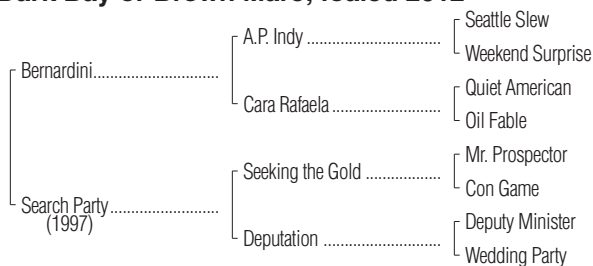 Dark Bay or Brown Mare; foaled 2012
Seattle Slew
A.P. Indy
Weekend Surprise
Bernardini
Quiet American
Cara Rafaela
Oil Fable
Mr. Prospector
Seeking the Gold
Con Game
Search Party
(1997)
Deputy Minister
Deputation
Wedding Party